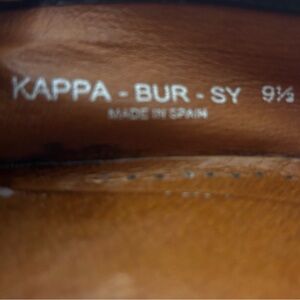 KAPPA - BUR - SY 9½
MADE IN SPAIN